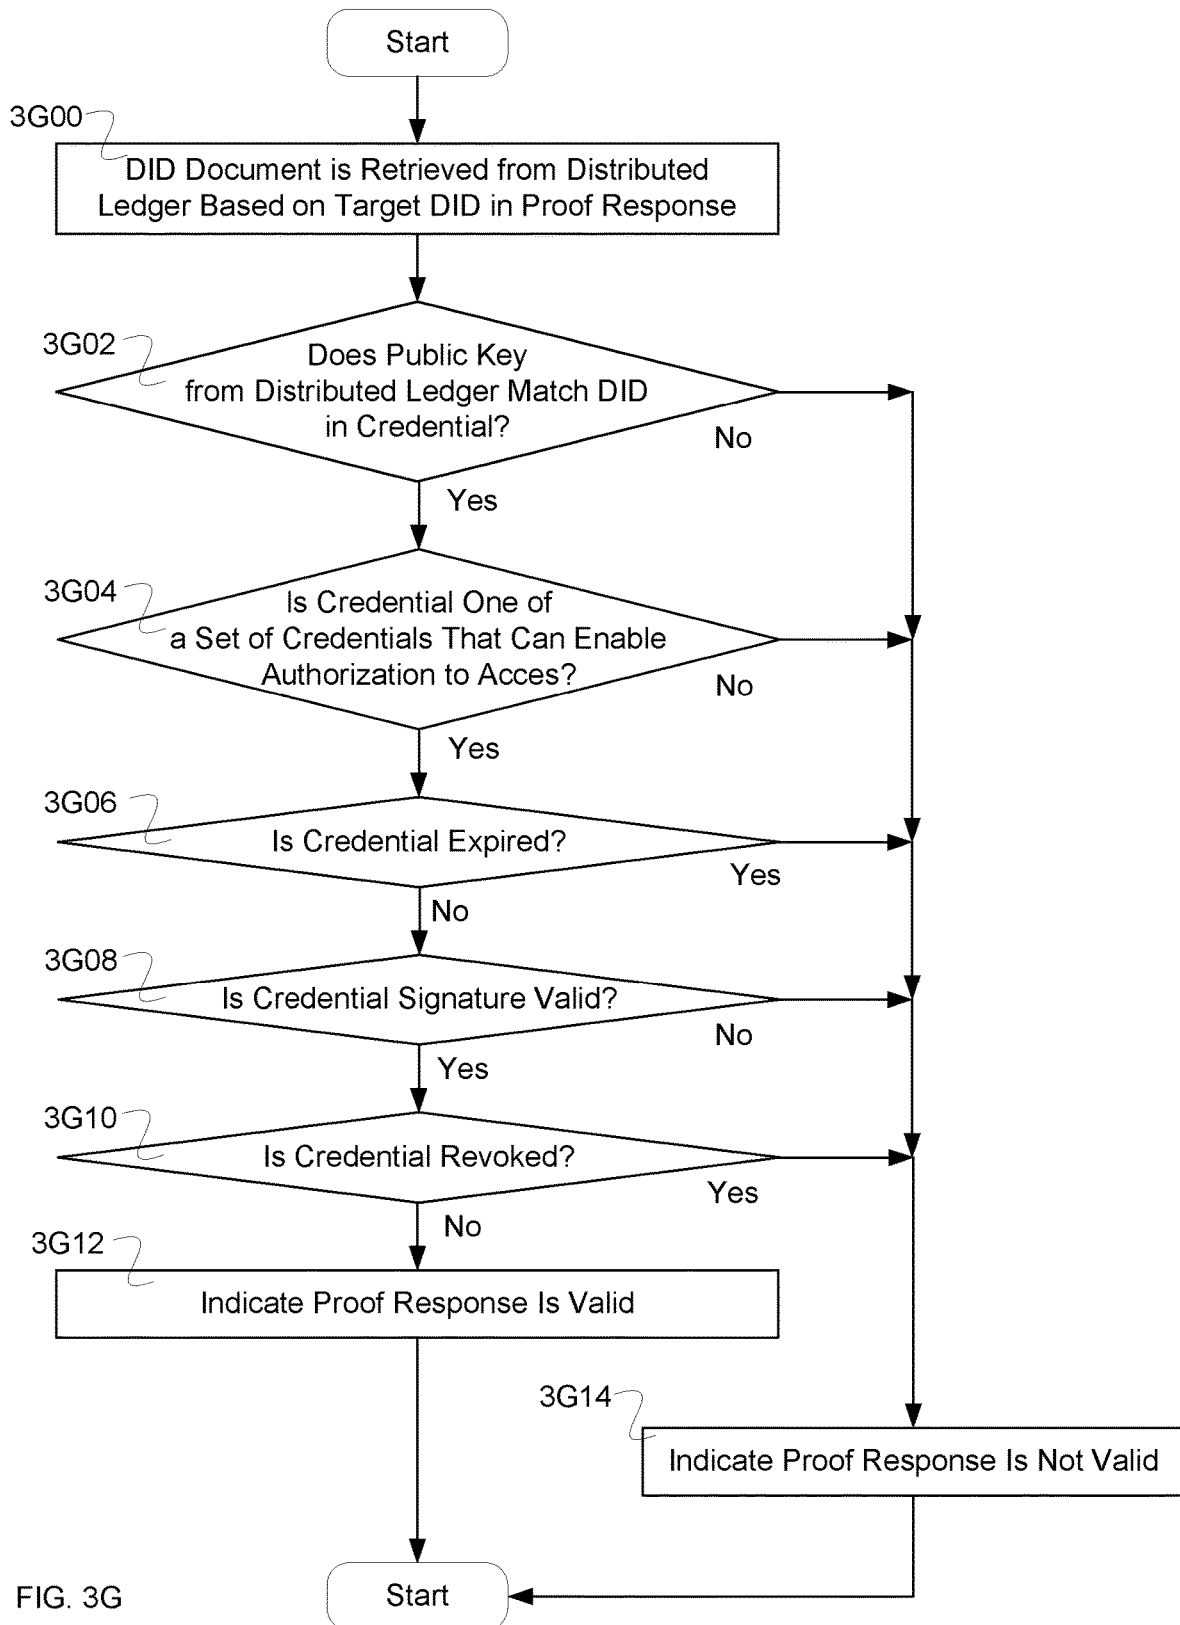 Start
3G00
DID Document is Retrieved from Distributed
Ledger Based on Target DID in Proof Response
3G02
Does Public Key
from Distributed Ledger Match DID
in Credential?
No
Yes
3G04
Is Credential One of
a Set of Credentials That Can Enable
Authorization to Acces?
No
Yes
3G06
Is Credential Expired?
Yes
No
3G08
Is Credential Signature Valid?
No
Yes
3G10
Is Credential Revoked?
Yes
No
3G12
Indicate Proof Response Is Valid
3G14
Indicate Proof Response Is Not Valid
Start
FIG. 3G